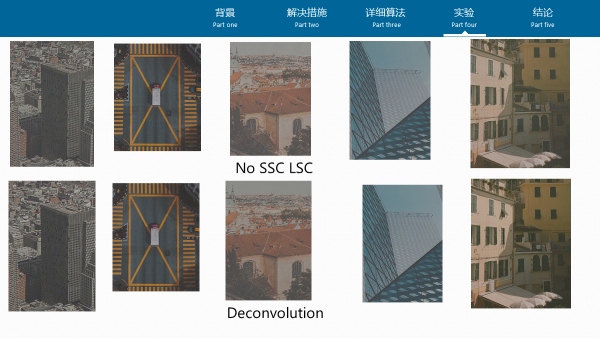 背景
Part one
解决措施
Part two
详细算法
Part three
实验
Part four
结论
Part five
No SSC LSC
Deconvolution